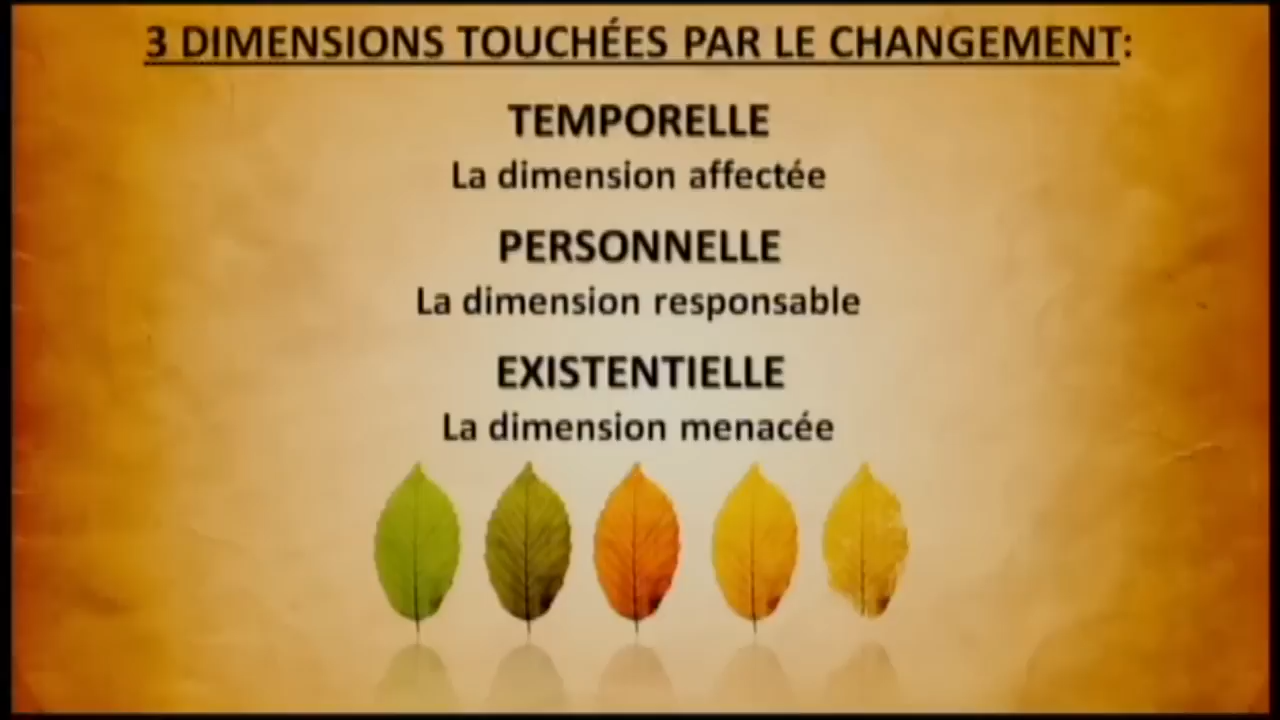 3 DIMENSIONS TOUCHÉES PAR LE CHANGEMENT:
TEMPORELLE
La dimension affectée
PERSONNELLE
La dimension responsable
EXISTENTIELLE
La dimension menacée